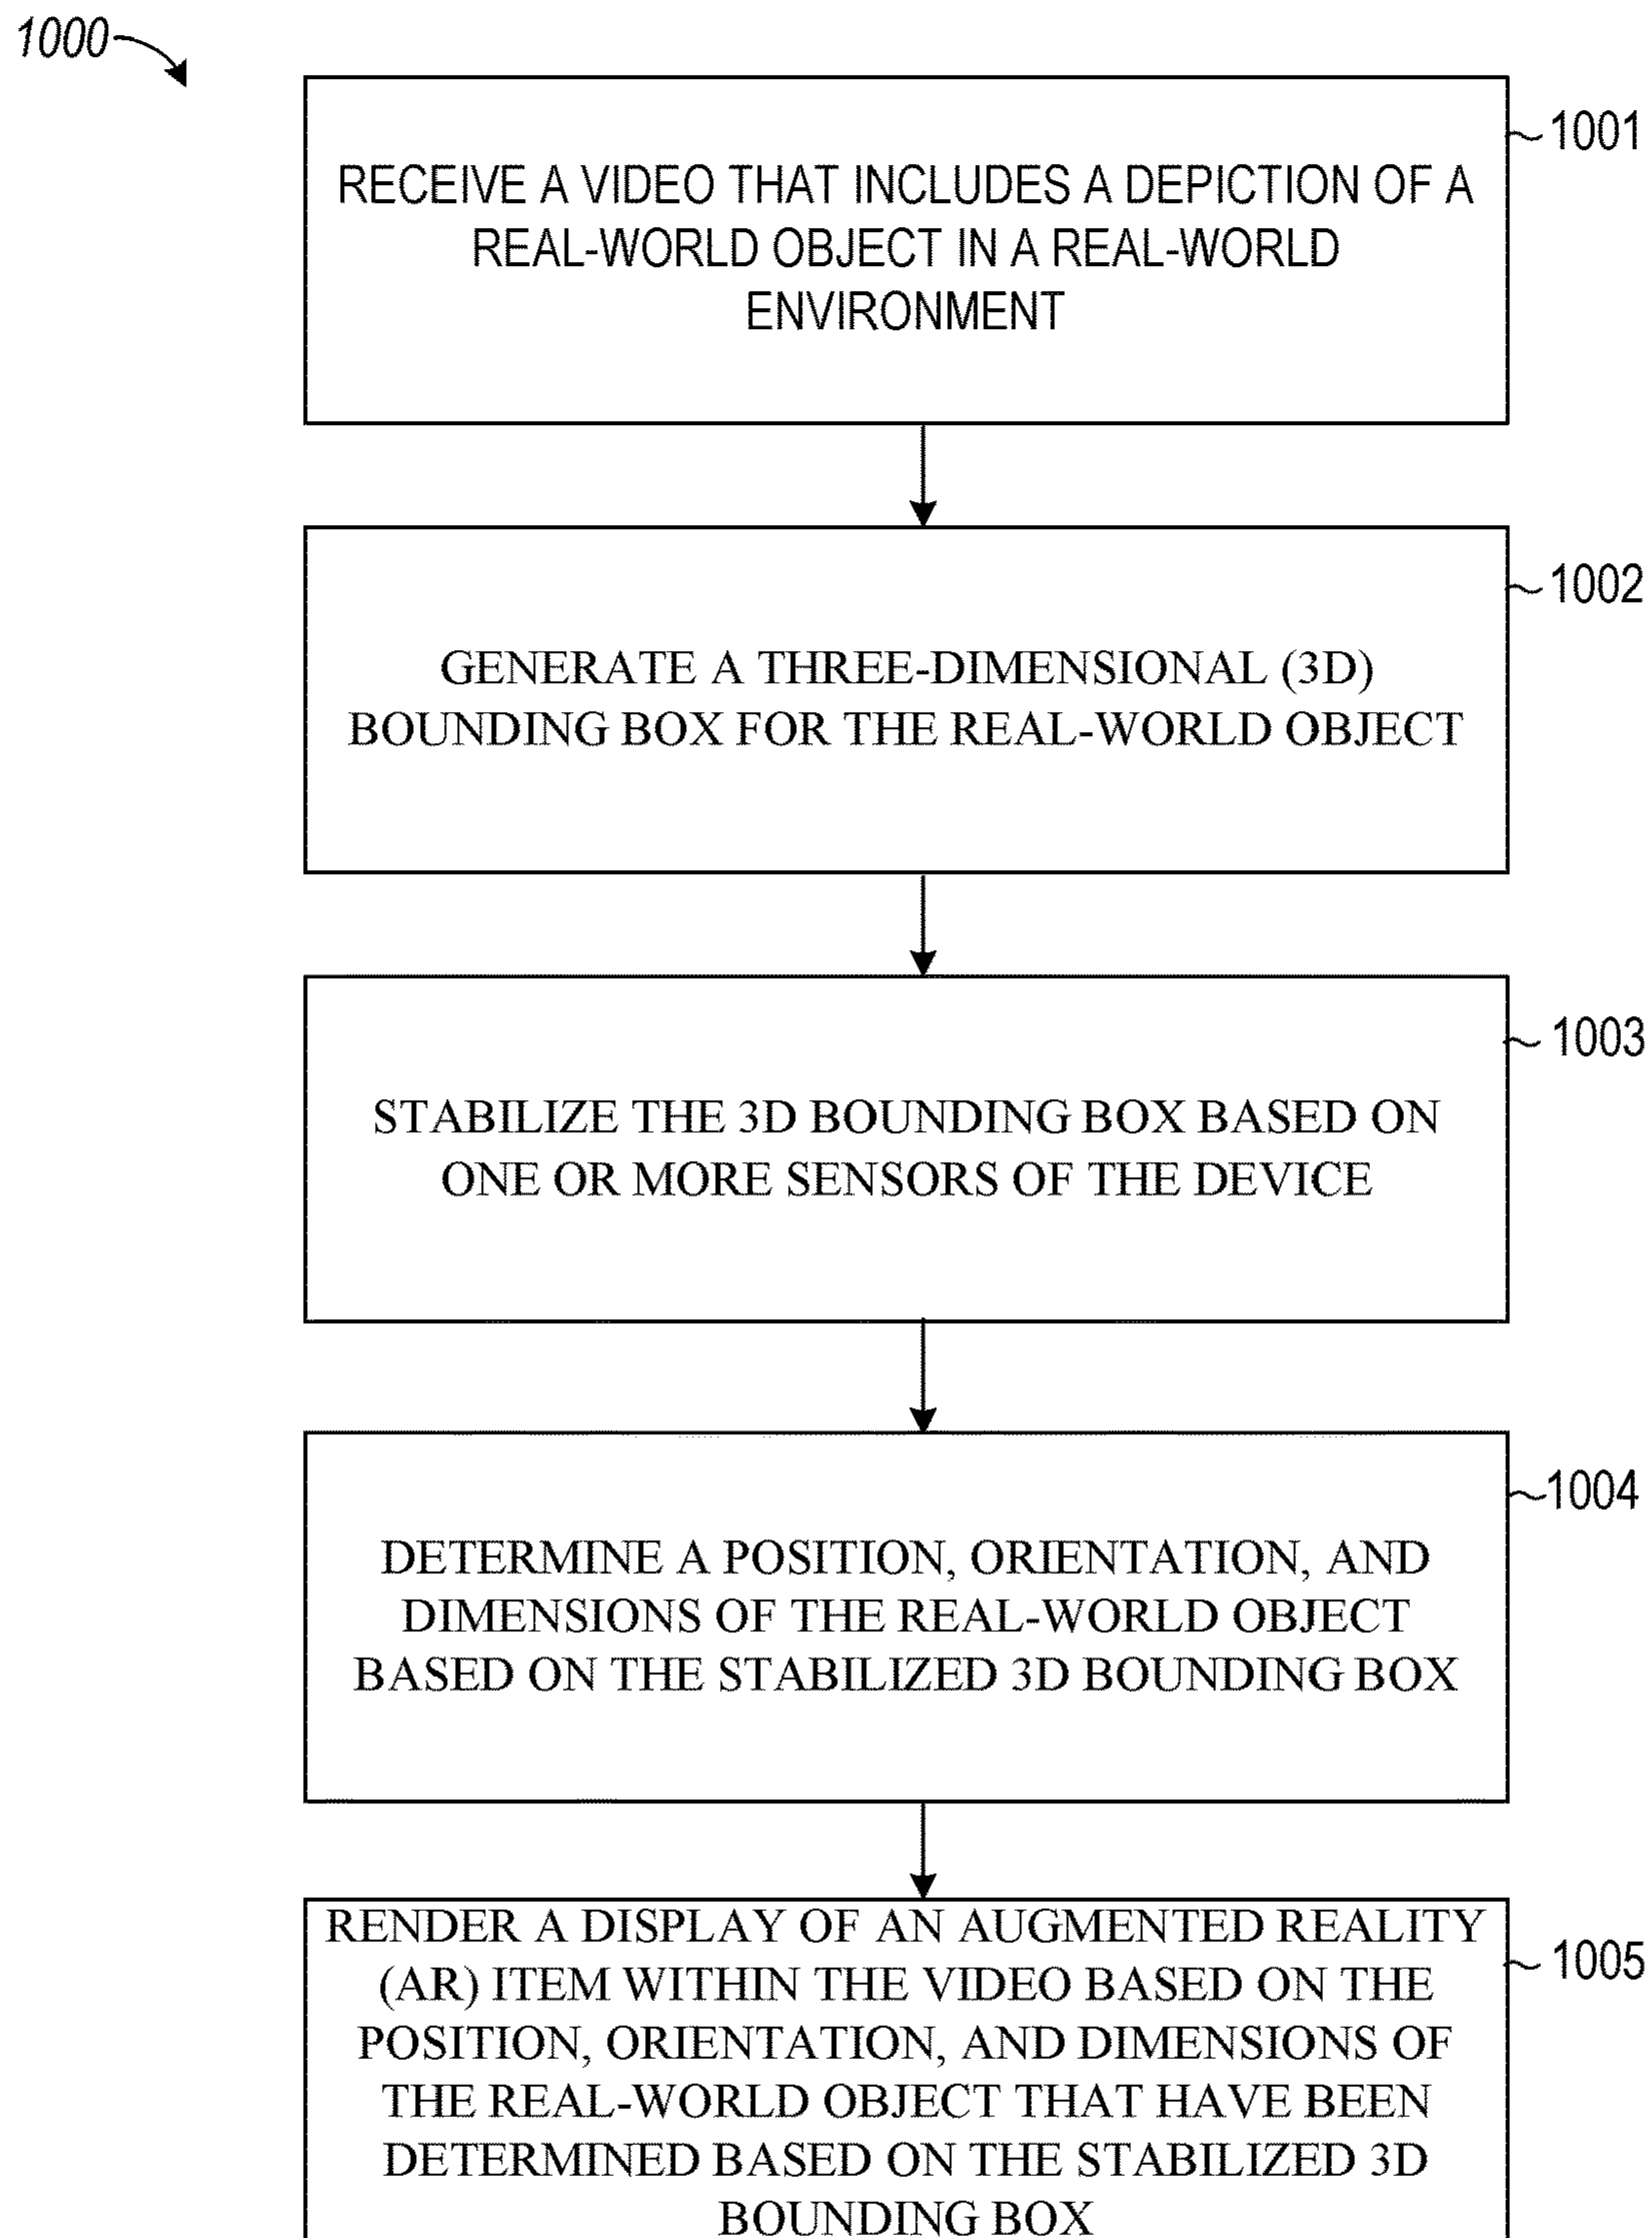 1000
1001
RECEIVE A VIDEO THAT INCLUDES A DEPICTION OF A
REAL-WORLD OBJECT IN A REAL-WORLD
ENVIRONMENT
1002
GENERATE A THREE-DIMENSIONAL (3D)
BOUNDING BOX FOR THE REAL-WORLD OBJECT
1003
STABILIZE THE 3D BOUNDING BOX BASED ON
ONE OR MORE SENSORS OF THE DEVICE
1004
DETERMINE A POSITION, ORIENTATION, AND
DIMENSIONS OF THE REAL-WORLD OBJECT
BASED ON THE STABILIZED 3D BOUNDING BOX
1005
RENDER A DISPLAY OF AN AUGMENTED REALITY
(AR) ITEM WITHIN THE VIDEO BASED ON THE
POSITION, ORIENTATION, AND DIMENSIONS OF
THE REAL-WORLD OBJECT THAT HAVE BEEN
DETERMINED BASED ON THE STABILIZED 3D
BOUNDING BOX